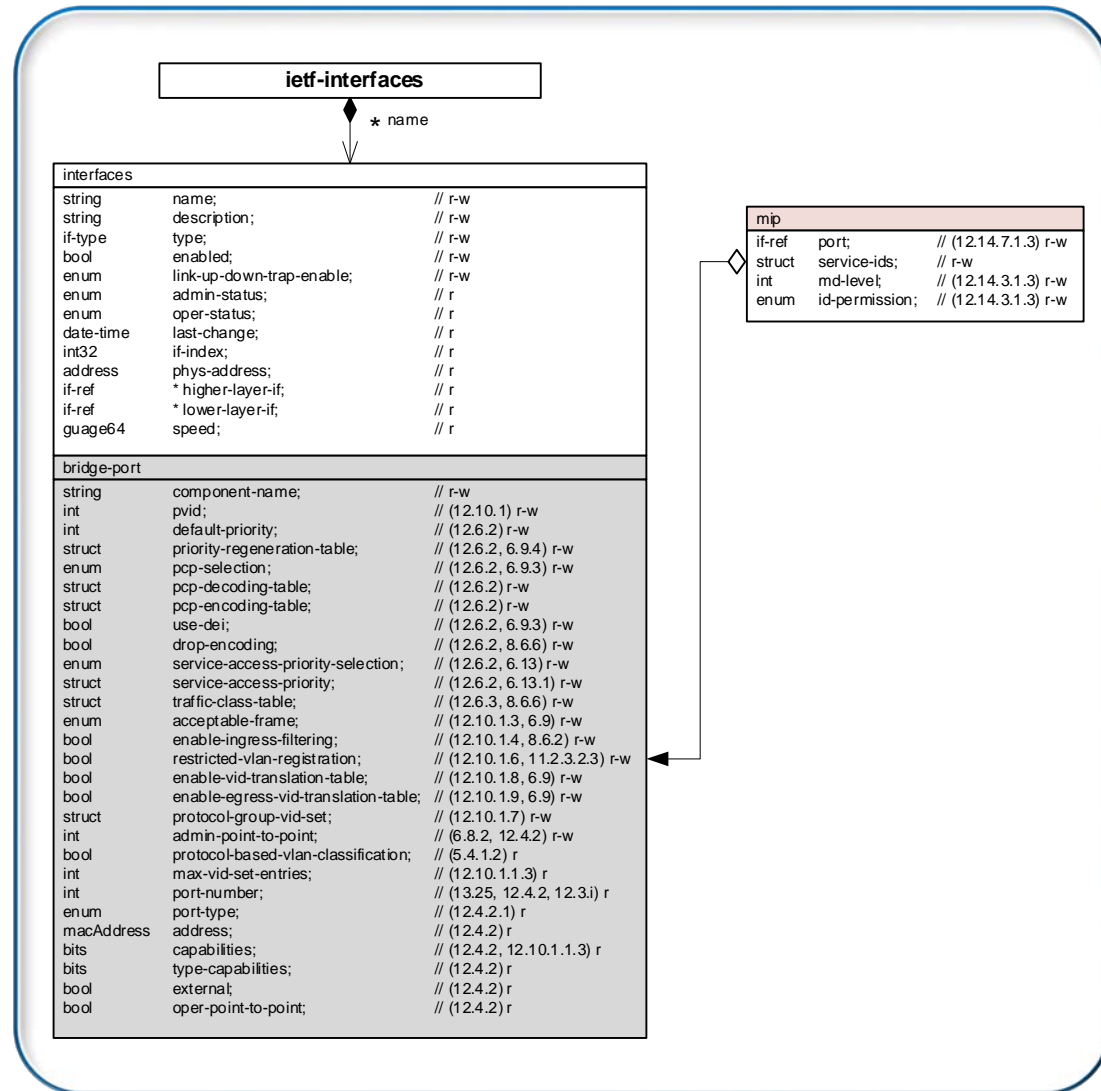 ietf-interfaces
* name
interfaces
string name; // r-w
string description; // r-w
if-type type; // r-w
bool enabled; // r-w
enum link-up-down-trap-enable; // r-w
enum admin-status; // r
enum oper-status; // r
date-time last-change; // r
int32 if-index; // r
address phys-address; // r
if-ref * higher-layer-if; // r
if-ref * lower-layer-if; // r
guage64 speed; // r
bridge-port
string component-name; // r-w
int pvid; // (12.10.1) r-w
int default-priority; // (12.6.2) r-w
struct priority-regeneration-table; // (12.6.2, 6.9.4) r-w
enum pcp-selection; // (12.6.2, 6.9.3) r-w
struct pcp-decoding-table; // (12.6.2) r-w
struct pcp-encoding-table; // (12.6.2) r-w
bool use-dei; // (12.6.2, 6.9.3) r-w
bool drop-encoding; // (12.6.2, 8.6.6) r-w
enum service-access-priority-selection; // (12.6.2, 6.13) r-w
struct service-access-priority; // (12.6.2, 6.13.1) r-w
struct traffic-class-table; // (12.6.3, 8.6.6) r-w
enum acceptable-frame; // (12.10.1.3, 6.9) r-w
bool enable-ingress-filtering; // (12.10.1.4, 8.6.2) r-w
bool restricted-vlan-registration; // (12.10.1.6, 11.2.3.2.3) r-w
bool enable-vid-translation-table; // (12.10.1.8, 6.9) r-w
bool enable-egress-vid-translation-table; // (12.10.1.9, 6.9) r-w
struct protocol-group-vid-set; // (12.10.1.7) r-w
int admin-point-to-point; // (6.8.2, 12.4.2) r-w
bool protocol-based-vlan-classification; // (5.4.1.2) r
int max-vid-set-entries; // (12.10.1.1.3) r
int port-number; // (13.25, 12.4.2, 12.3.i) r
enum port-type; // (12.4.2.1) r
macAddress address; // (12.4.2) r
bits capabilities; // (12.4.2, 12.10.1.1.3) r
bits type-capabilities; // (12.4.2) r
bool external; // (12.4.2) r
bool oper-point-to-point; // (12.4.2) r
mip
if-ref port; // (12.14.7.1.3) r-w
struct service-ids; // r-w
int md-level; // (12.14.3.1.3) r-w
enum id-permission; // (12.14.3.1.3) r-w